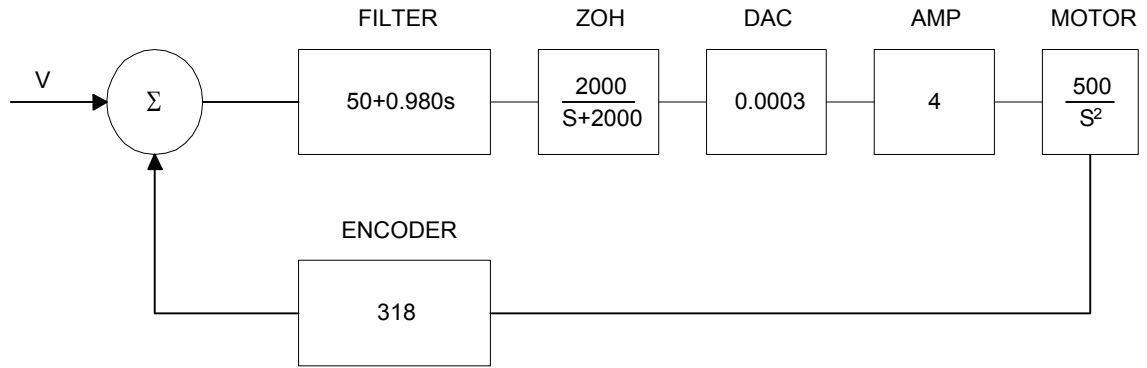 FILTER ZOH DAC AMP MOTOR
V
Σ
50+0.980s
2000
S+2000
0.0003
4
500
S²
ENCODER
318